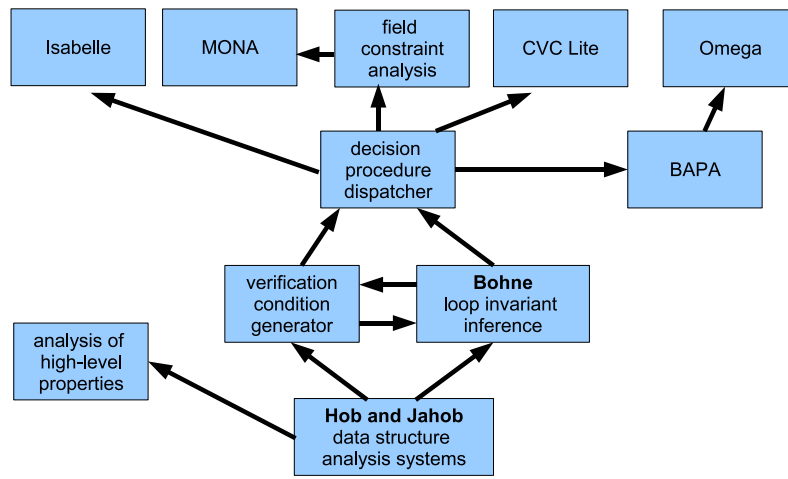 Isabelle
MONA
field
constraint
analysis
CVC Lite
Omega
decision
procedure
dispatcher
BAPA
verification
condition
generator
Bohne
loop invariant
inference
analysis of
high-level
properties
Hob and Jahob
data structure
analysis systems